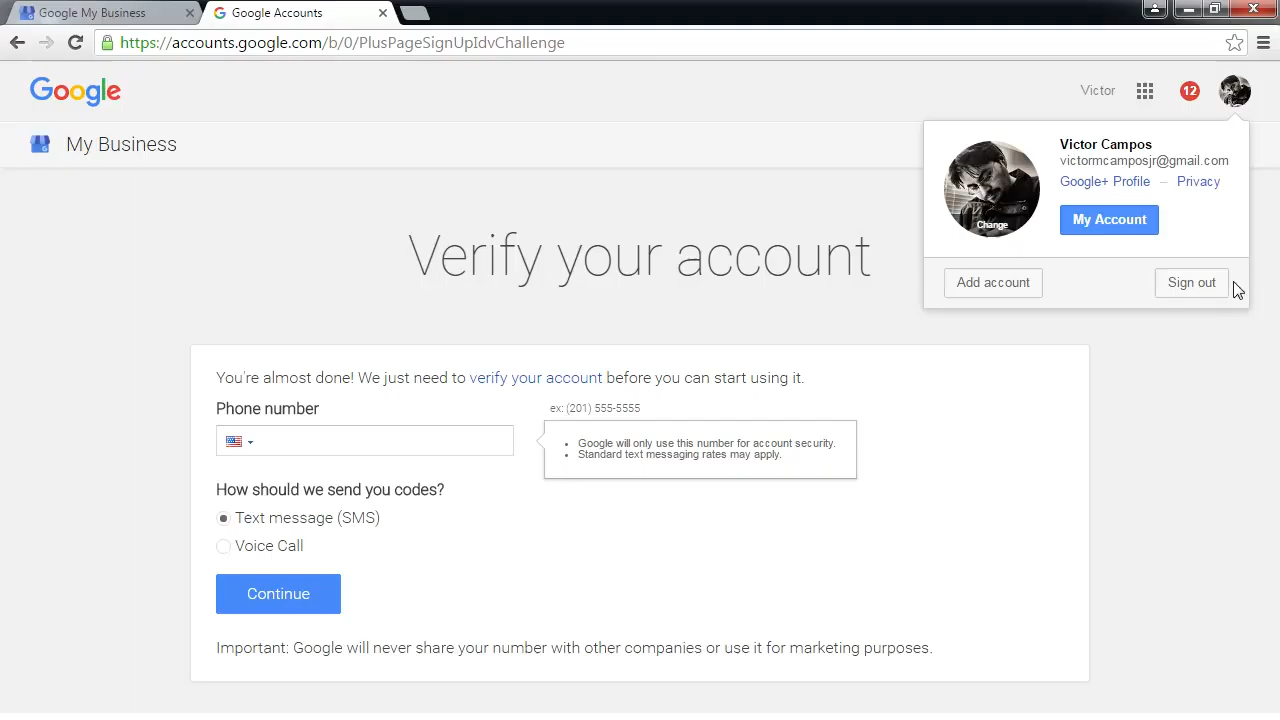 Google My Business
Google Accounts
https://accounts.google.com/b/0/PlusPageSignUpIdvChallenge
Google
Victor
12
My Business
Victor Campos
victormcamposjr@gmail.com
Google+ Profile – Privacy
Change
My Account
Add account
Sign out
Verify your account
You're almost done! We just need to verify your account before you can start using it.
Phone number
ex: (201) 555-5555
• Google will only use this number for account security.
• Standard text messaging rates may apply.
How should we send you codes?
Text message (SMS)
Voice Call
Continue
Important: Google will never share your number with other companies or use it for marketing purposes.